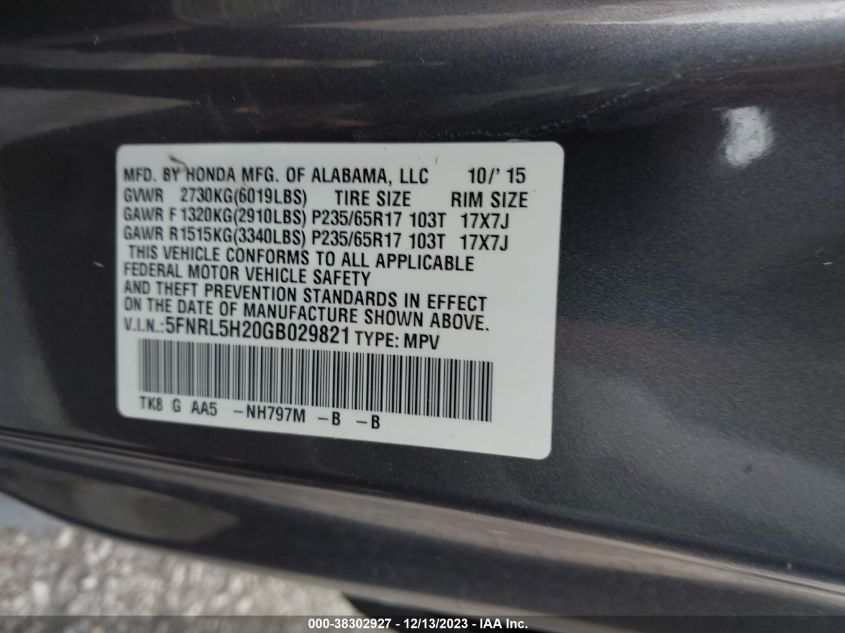 MFD. BY HONDA MFG. OF ALABAMA, LLC 10/' 15
GVWR 2730KG(6019LBS) TIRE SIZE RIM SIZE
GAWR F 1320KG(2910LBS) P235/65R17 103T 17X7J
GAWR R1515KG(3340LBS) P235/65R17 103T 17X7J
THIS VEHICLE CONFORMS TO ALL APPLICABLE
FEDERAL MOTOR VEHICLE SAFETY
AND THEFT PREVENTION STANDARDS IN EFFECT
ON THE DATE OF MANUFACTURE SHOWN ABOVE.
V.I.N.:5FNRL5H20GB029821 TYPE: MPV
TK8 G AA5 -NH797M -B -B
000-38302927 - 12/13/2023 - IAA Inc.